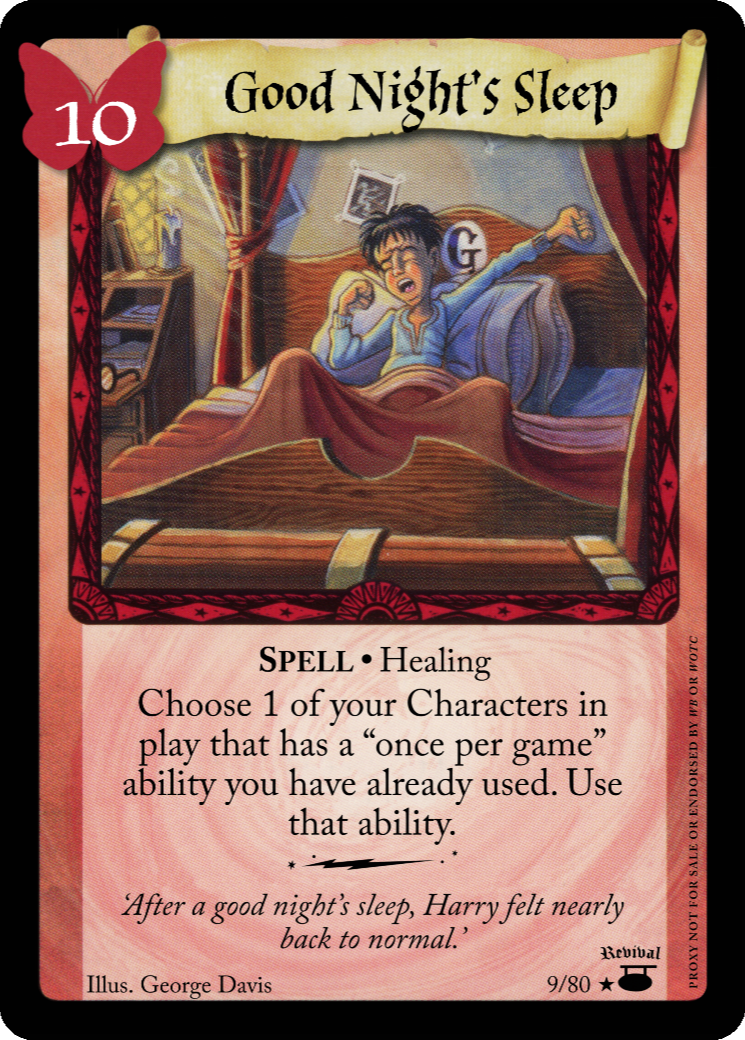 10
Good Night's Sleep
G
SPELL • Healing
Choose 1 of your Characters in
play that has a “once per game”
ability you have already used. Use
that ability.
‘After a good night’s sleep, Harry felt nearly
back to normal.’
Revival
Illus. George Davis
9/80 ★
PROXY NOT FOR SALE OR ENDORSED BY WB OR WOTC